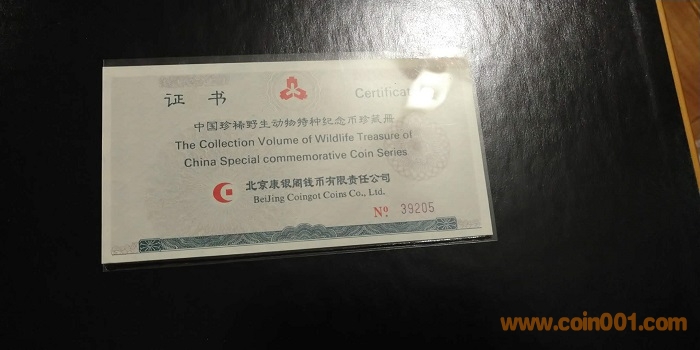 证 书 Certificate
中国珍稀野生动物特种纪念币珍藏册
The Collection Volume of Wildlife Treasure of
China Special commemorative Coin Series
北京康银阁钱币有限责任公司
BeiJing Coingot Coins Co., Ltd.
Nº 39205
www.coin001.com